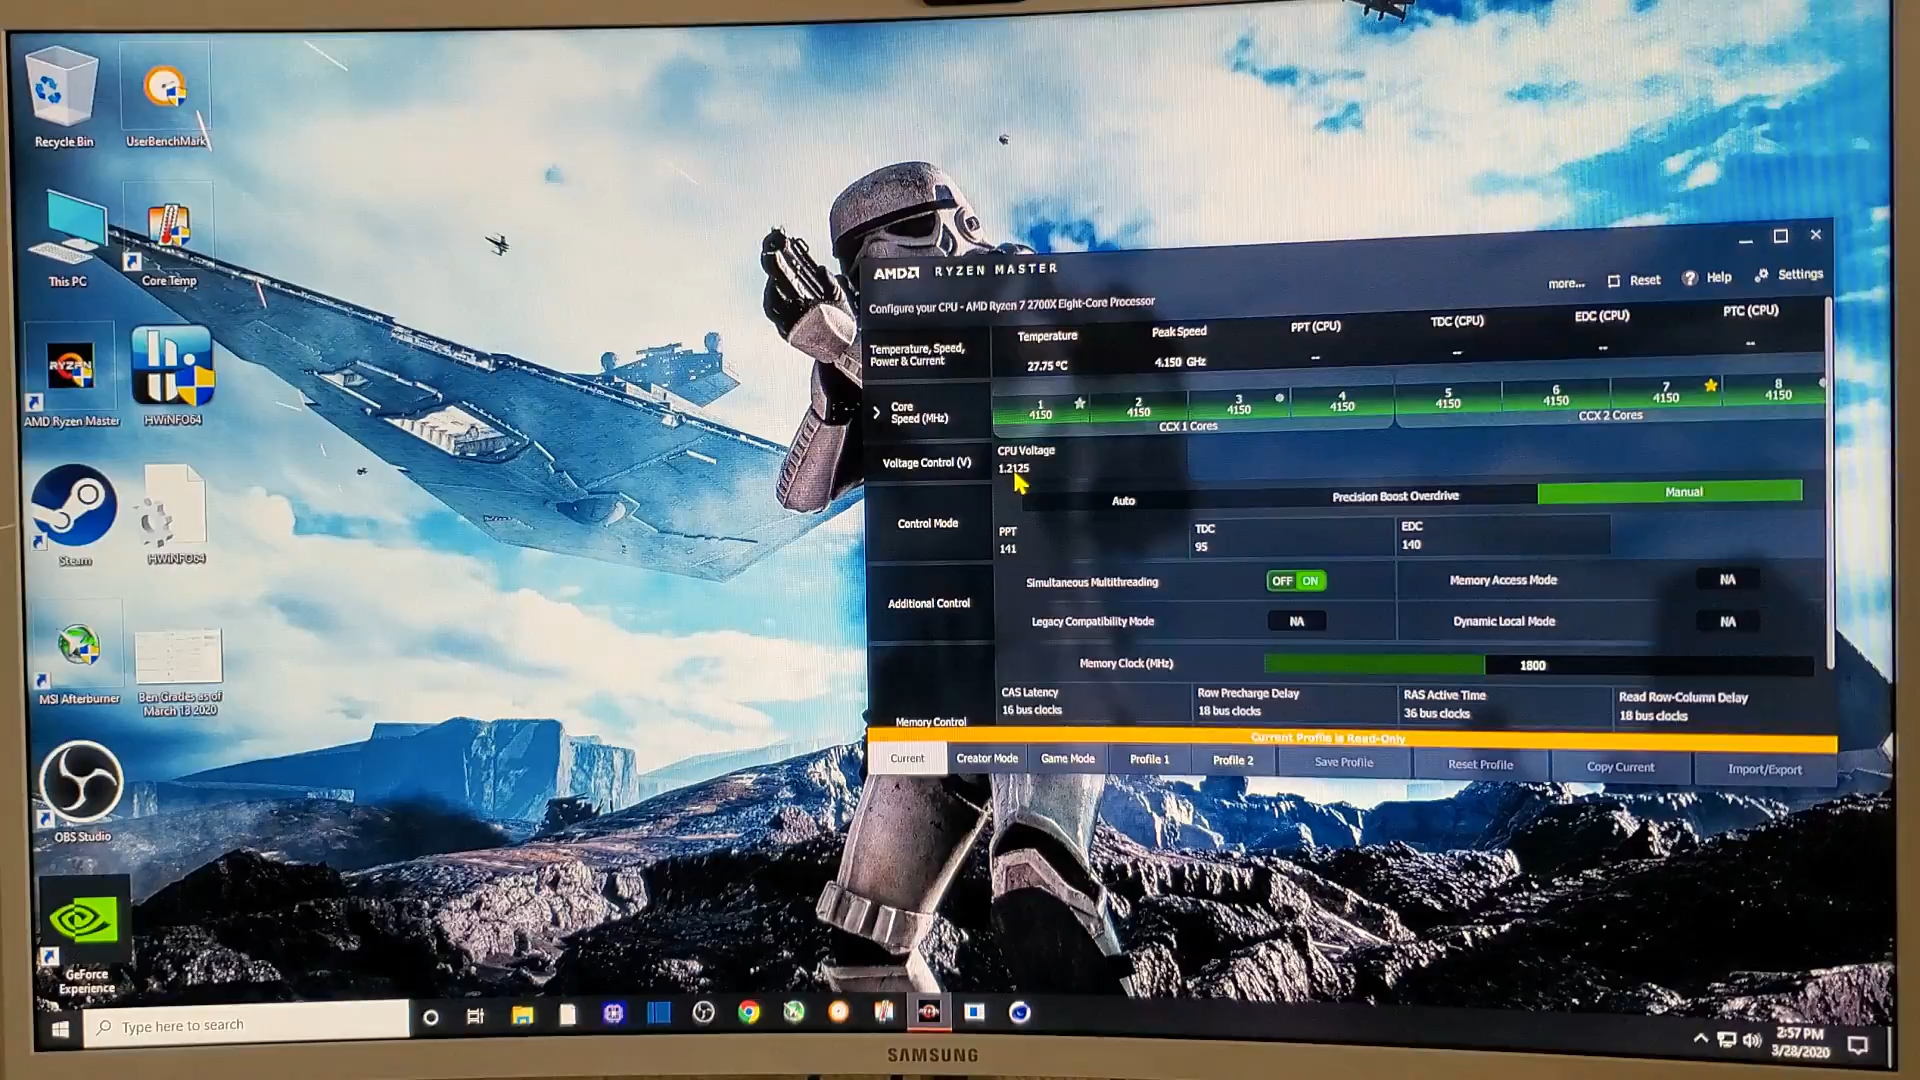 Recycle Bin
UserBenchMark
This PC
Core Temp
RYZEN
AMD Ryzen Master
HWiNFO64
Steam
HWiNFO64
MSI Afterburner
Ben Grades as of
March 13 2020
OBS Studio
GeForce
Experience
AMD RYZEN MASTER
more... Reset Help Settings
Configure your CPU - AMD Ryzen 7 2700X Eight-Core Processor
Temperature, Speed,
Power & Current
Temperature Peak Speed PPT (CPU) TDC (CPU) EDC (CPU) PTC (CPU)
27.75 °C 4.150 GHz -- -- -- --
Core
Speed (MHz)
1 2 3 4 5 6 7 8
4150 4150 4150 4150 4150 4150 4150 4150
CCX 1 Cores CCX 2 Cores
Voltage Control (V)
CPU Voltage
1.2125
Control Mode
Auto Precision Boost Overdrive Manual
PPT TDC EDC
141 95 140
Additional Control
Simultaneous Multithreading OFF ON Memory Access Mode NA
Legacy Compatibility Mode NA Dynamic Local Mode NA
Memory Control
Memory Clock (MHz) 1800
CAS Latency Row Precharge Delay RAS Active Time Read Row-Column Delay
16 bus clocks 18 bus clocks 36 bus clocks 18 bus clocks
Current Profile is Read-Only
Current Creator Mode Game Mode Profile 1 Profile 2 Save Profile Reset Profile Copy Current Import/Export
Type here to search
2:57 PM
3/28/2020
SAMSUNG